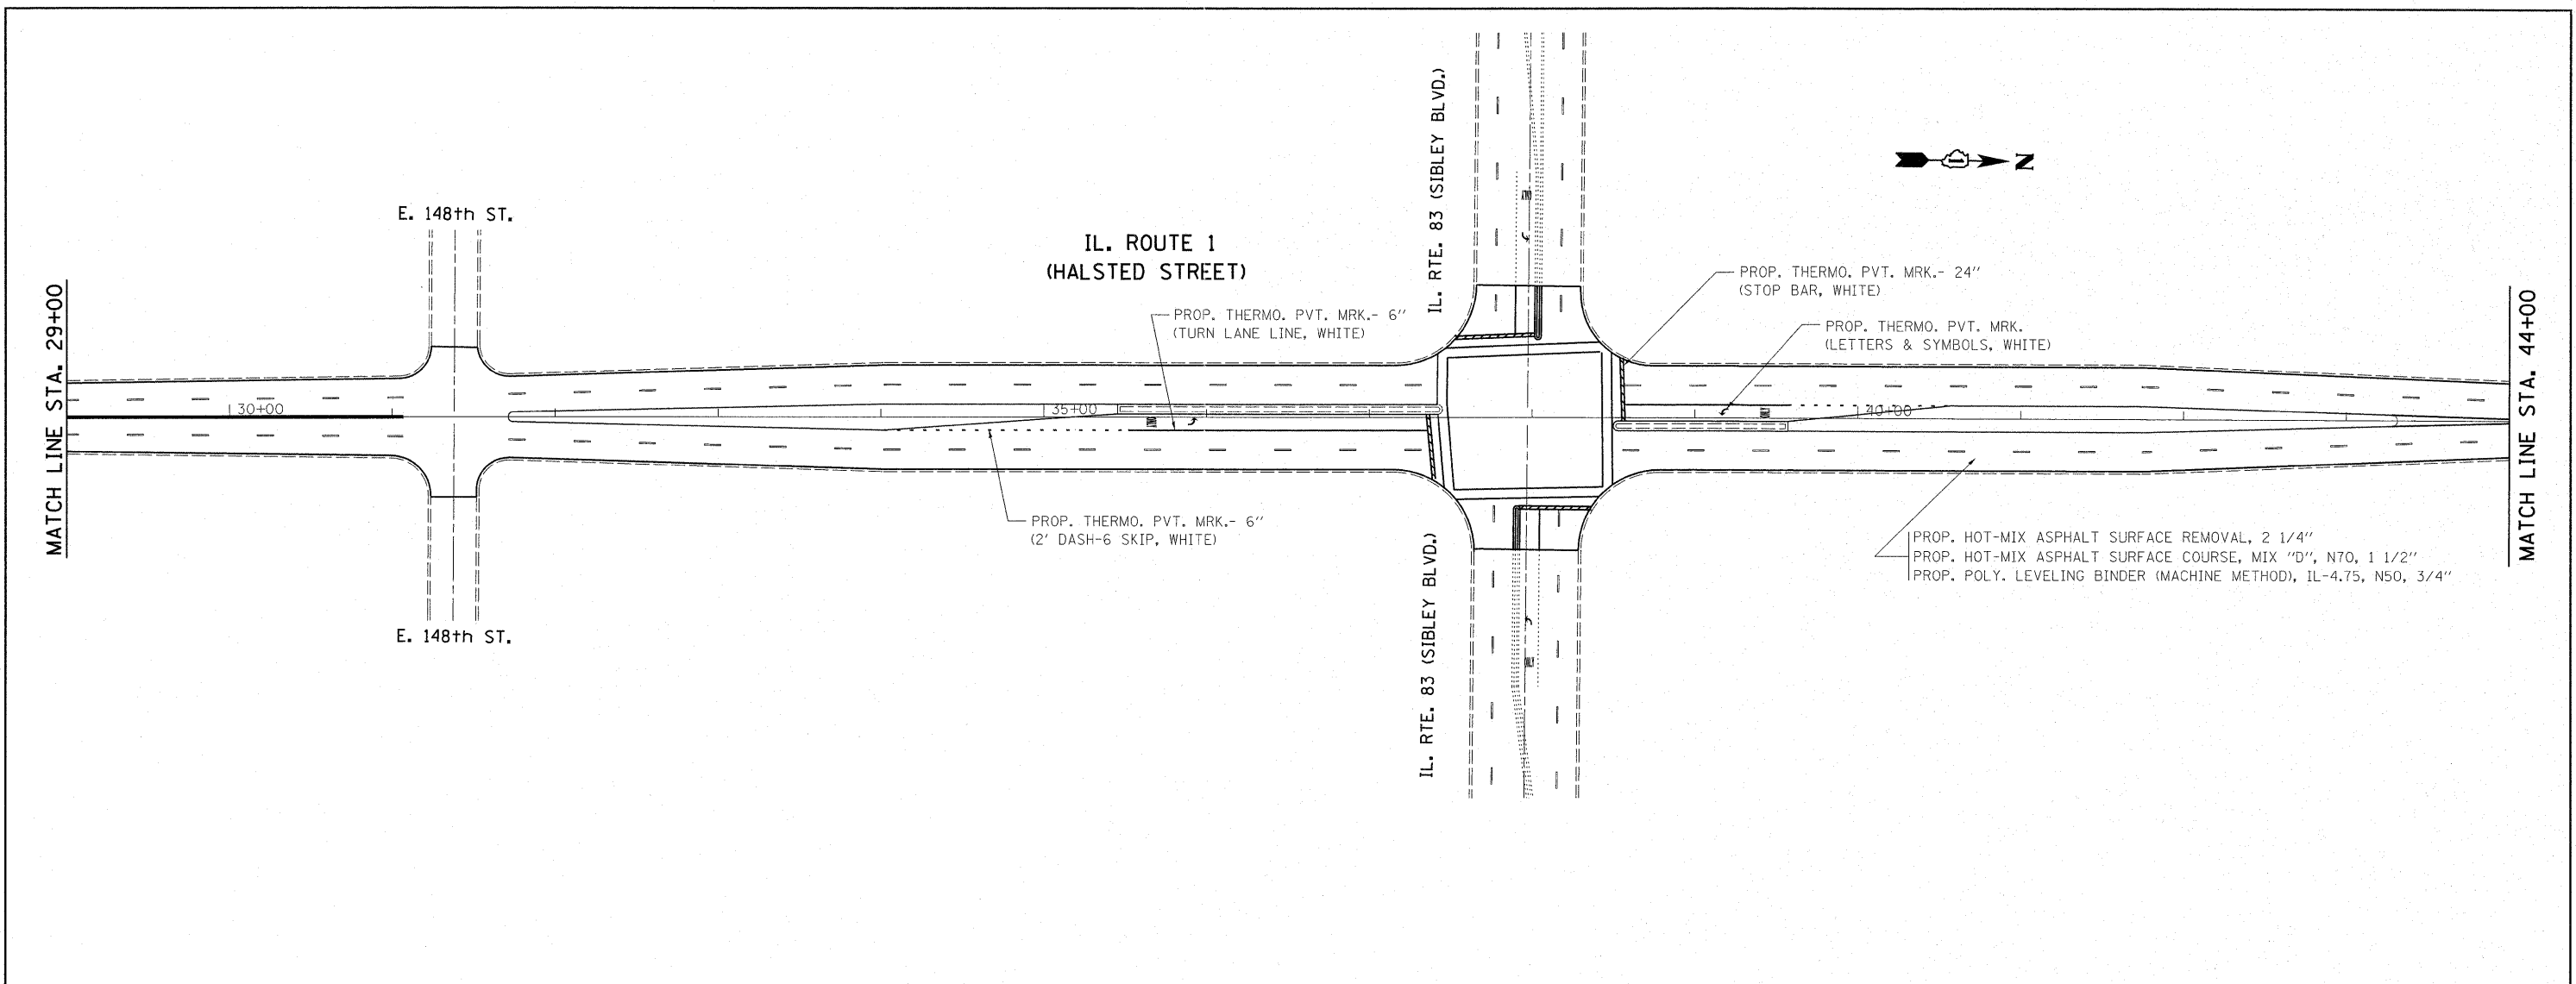 E. 148th ST.
IL. ROUTE 1
(HALSTED STREET)
IL. RTE. 83 (SIBLEY BLVD.)
N
PROP. THERMO. PVT. MRK.- 24"
(STOP BAR, WHITE)
PROP. THERMO. PVT. MRK.- 6"
(TURN LANE LINE, WHITE)
PROP. THERMO. PVT. MRK.
(LETTERS & SYMBOLS, WHITE)
MATCH LINE STA. 29+00
30+00
35+00
ONLY
ONLY
ONLY
40+00
MATCH LINE STA. 44+00
PROP. THERMO. PVT. MRK.- 6"
(2' DASH-6 SKIP, WHITE)
PROP. HOT-MIX ASPHALT SURFACE REMOVAL, 2 1/4"
PROP. HOT-MIX ASPHALT SURFACE COURSE, MIX "D", N70, 1 1/2"
PROP. POLY. LEVELING BINDER (MACHINE METHOD), IL-4.75, N50, 3/4"
E. 148th ST.
IL. RTE. 83 (SIBLEY BLVD.)
ONLY